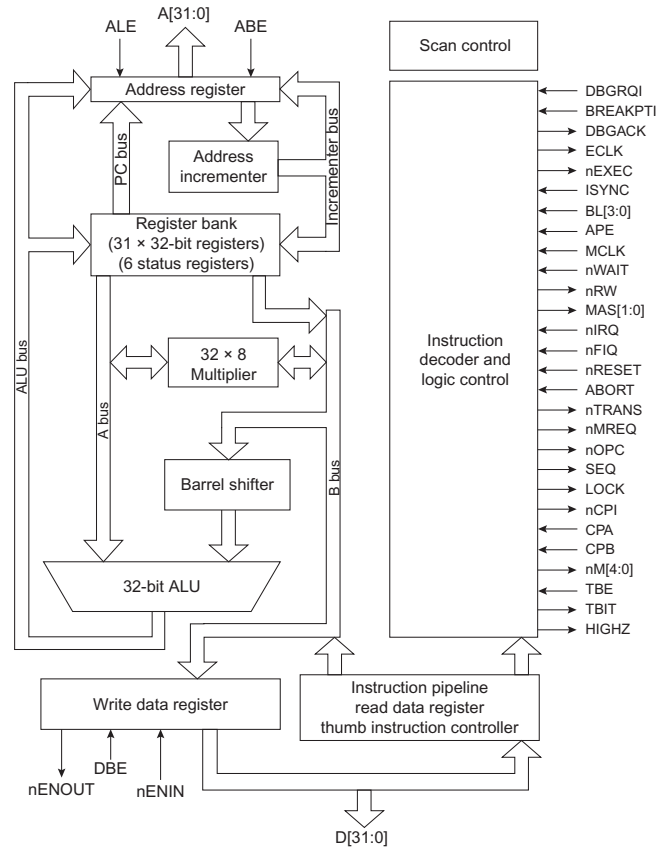 A[31:0]
ALE
ABE
Address register
Scan control
PC bus
Address
incrementer
Incrementer bus
Register bank
(31 × 32-bit registers)
(6 status registers)
ALU bus
A bus
32 × 8
Multiplier
B bus
Barrel shifter
32-bit ALU
Write data register
nENOUT
DBE
nENIN
D[31:0]
Instruction pipeline
read data register
thumb instruction controller
Instruction
decoder and
logic control
DBGRQI
BREAKPTI
DBGACK
ECLK
nEXEC
ISYNC
BL[3:0]
APE
MCLK
nWAIT
nRW
MAS[1:0]
nIRQ
nFIQ
nRESET
ABORT
nTRANS
nMREQ
nOPC
SEQ
LOCK
nCPI
CPA
CPB
nM[4:0]
TBE
TBIT
HIGHZ